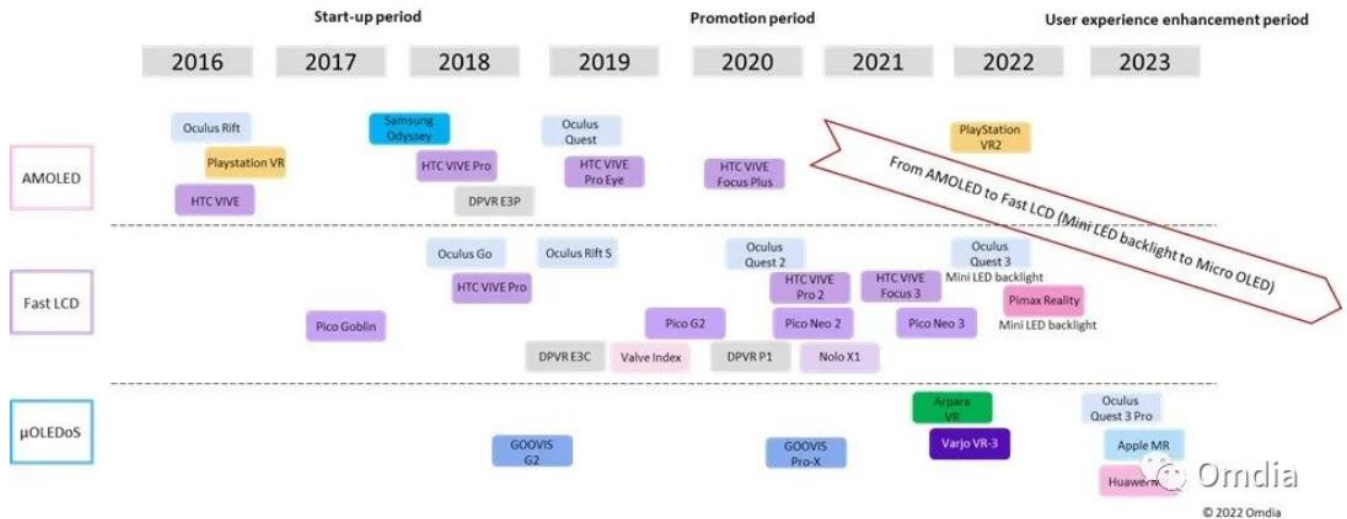 Start-up period
Promotion period
User experience enhancement period
2016
2017
2018
2019
2020
2021
2022
2023
AMOLED
Oculus Rift
Playstation VR
HTC VIVE
Samsung
Odyssey
HTC VIVE Pro
DPVR E3P
Oculus
Quest
HTC VIVE
Pro Eye
HTC VIVE
Focus Plus
PlayStation
VR2
From AMOLED to Fast LCD (Mini LED backlight to Micro OLED)
Fast LCD
Oculus Go
Oculus Rift S
Oculus
Quest 2
Oculus
Quest 3
Mini LED backlight
HTC VIVE Pro
HTC VIVE
Pro 2
HTC VIVE
Focus 3
Pimax Reality
Mini LED backlight
Pico Goblin
Pico G2
Pico Neo 2
Pico Neo 3
DPVR E3C
Valve Index
DPVR P1
Nolo X1
μOLEDoS
GOOVIS
G2
GOOVIS
Pro-X
Arpara
VR
Varjo VR-3
Oculus
Quest 3 Pro
Apple MR
Omdia
© 2022 Omdia